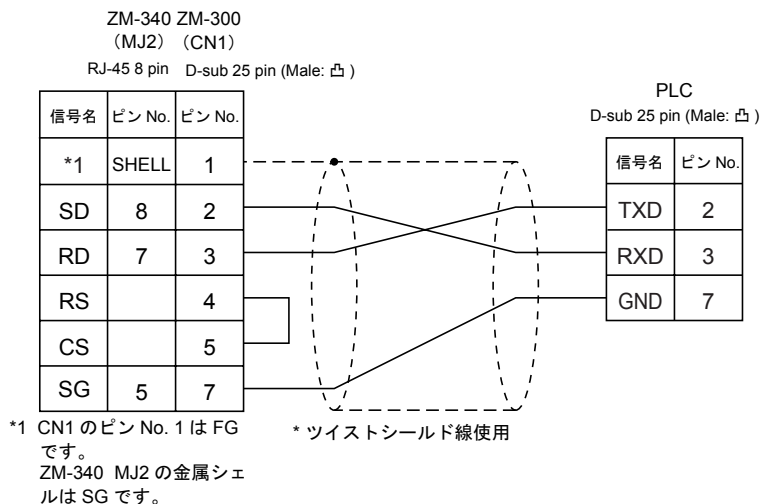 ZM-340 ZM-300
（MJ2）（CN1）
RJ-45 8 pin D-sub 25 pin (Male: 凸 )
信号名 ピン No. ピン No.
*1 SHELL 1
SD 8 2
RD 7 3
RS 4
CS 5
SG 5 7
PLC
D-sub 25 pin (Male: 凸 )
信号名 ピン No.
TXD 2
RXD 3
GND 7
*1 CN1 のピン No. 1 は FG
です。
ZM-340 MJ2 の金属シェ
ルは SG です。
* ツイストシールド線使用